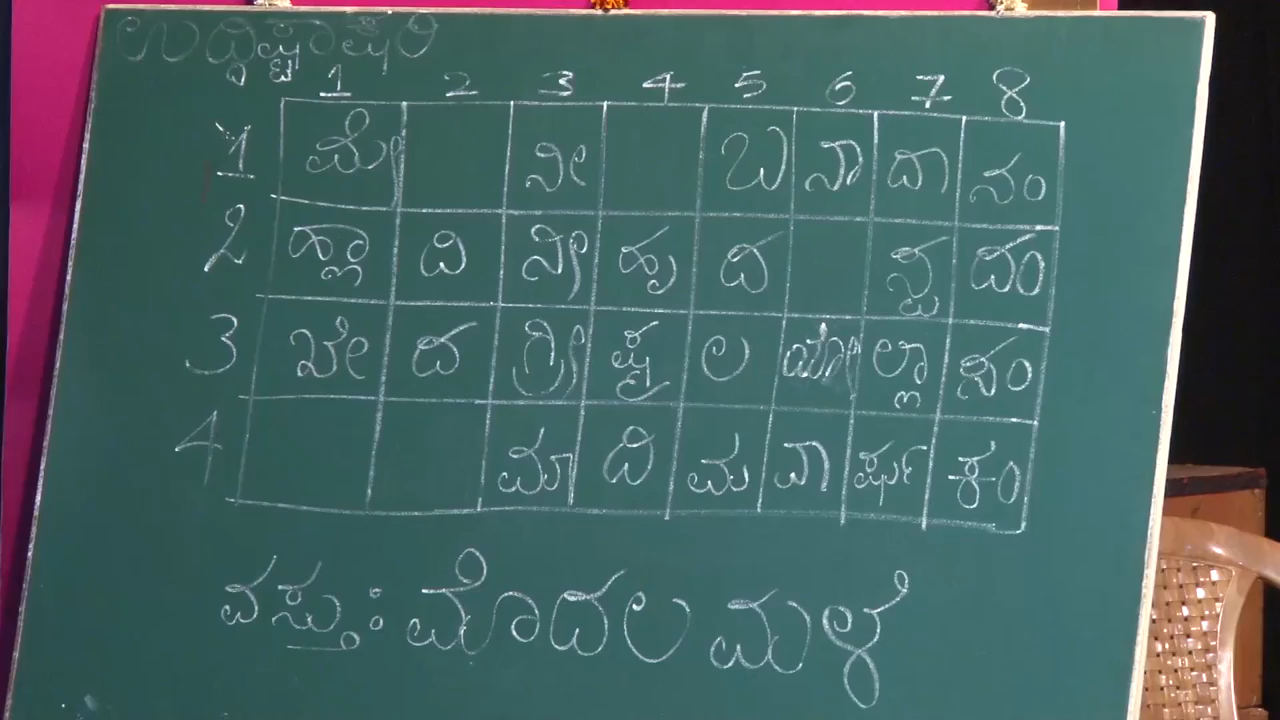 ಉದ್ದಿಷ್ಟಾಕ್ಷರಿ
1 2 3 4 5 6 7 8
1 ಮೇ ನೀ ಬ ನಾ ದಾ ನಂ
2 ಹ್ಲಾ ದಿ ನೀ ಹೃ ದ ಸ್ಪ ದಂ
3 ಖೇ ದ ಗ್ರೀ ಷ್ಮ ಲ ಯೋ ಲ್ಲಾ ಸಂ
4 ಮಾ ದಿ ಮ ವಾ ರ್ಷಿ ಕಂ
ವಸ್ತು: ಮೊದಲ ಮಳೆ